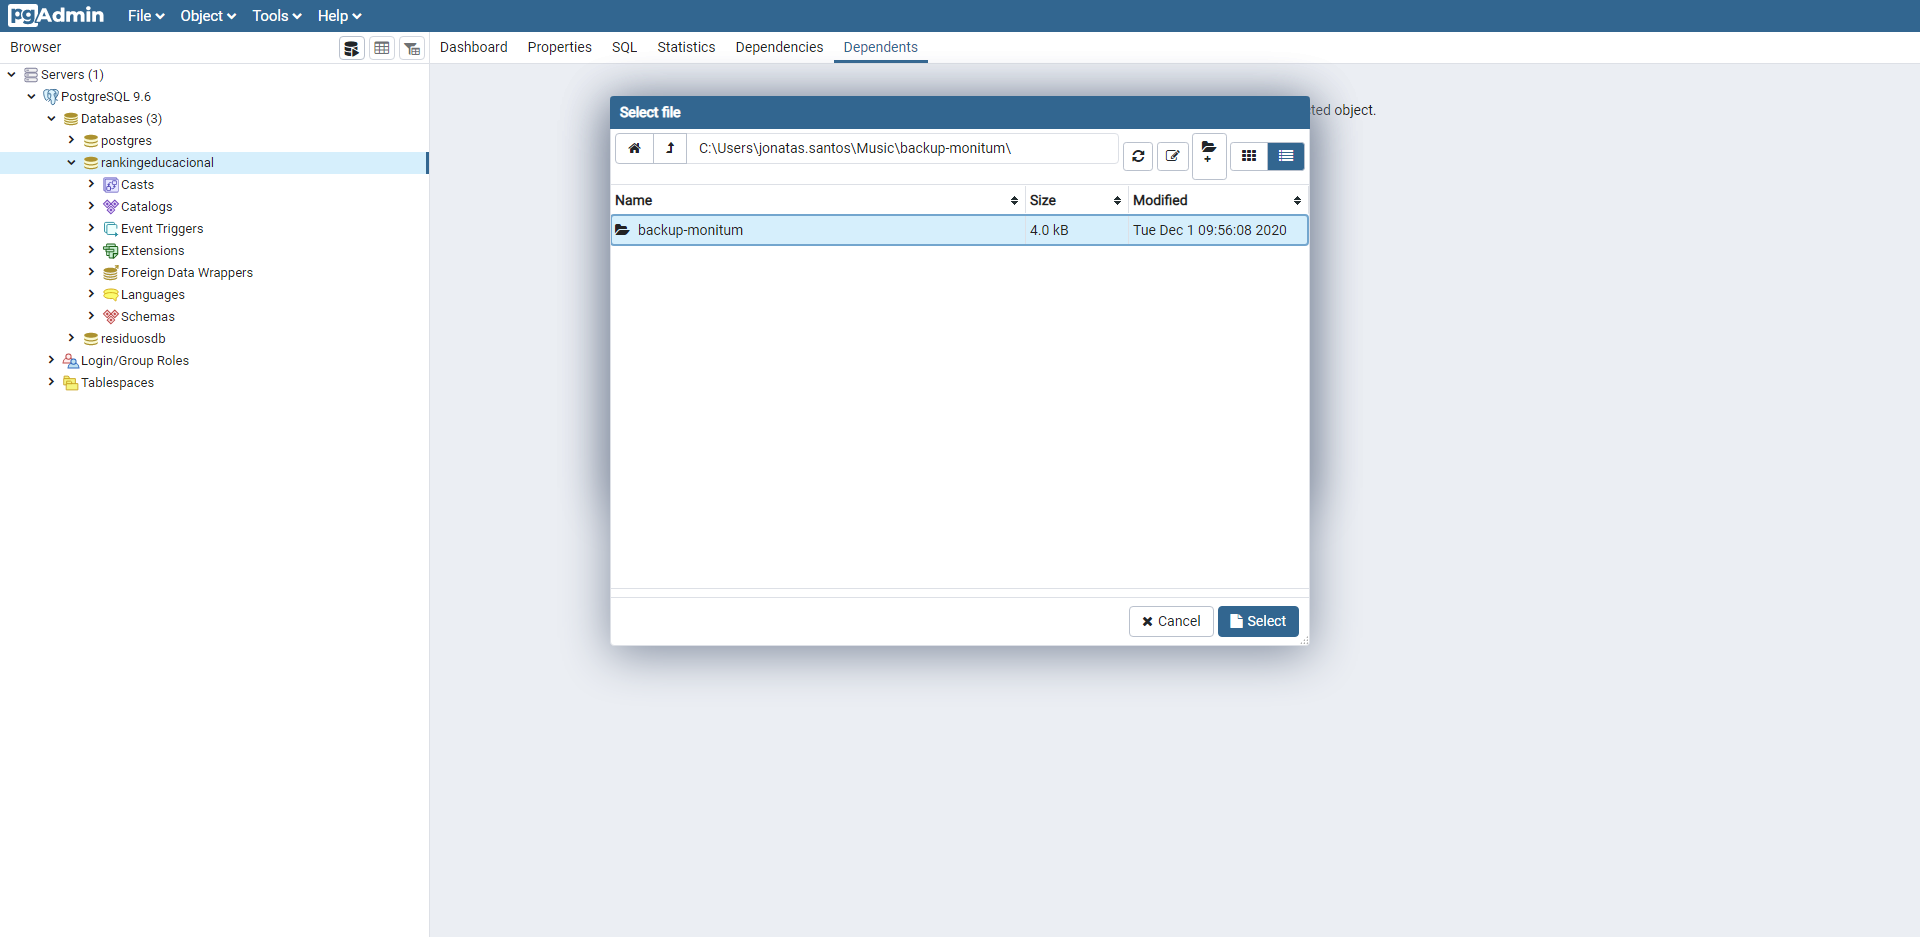 pgAdmin File Object Tools Help
Browser
Dashboard Properties SQL Statistics Dependencies Dependents
Servers (1)
PostgreSQL 9.6
Databases (3)
postgres
rankingeducacional
Casts
Catalogs
Event Triggers
Extensions
Foreign Data Wrappers
Languages
Schemas
residuosdb
Login/Group Roles
Tablespaces
ted object.
Select file
C:\Users\jonatas.santos\Music\backup-monitum\
Name Size Modified
backup-monitum 4.0 kB Tue Dec 1 09:56:08 2020
Cancel Select